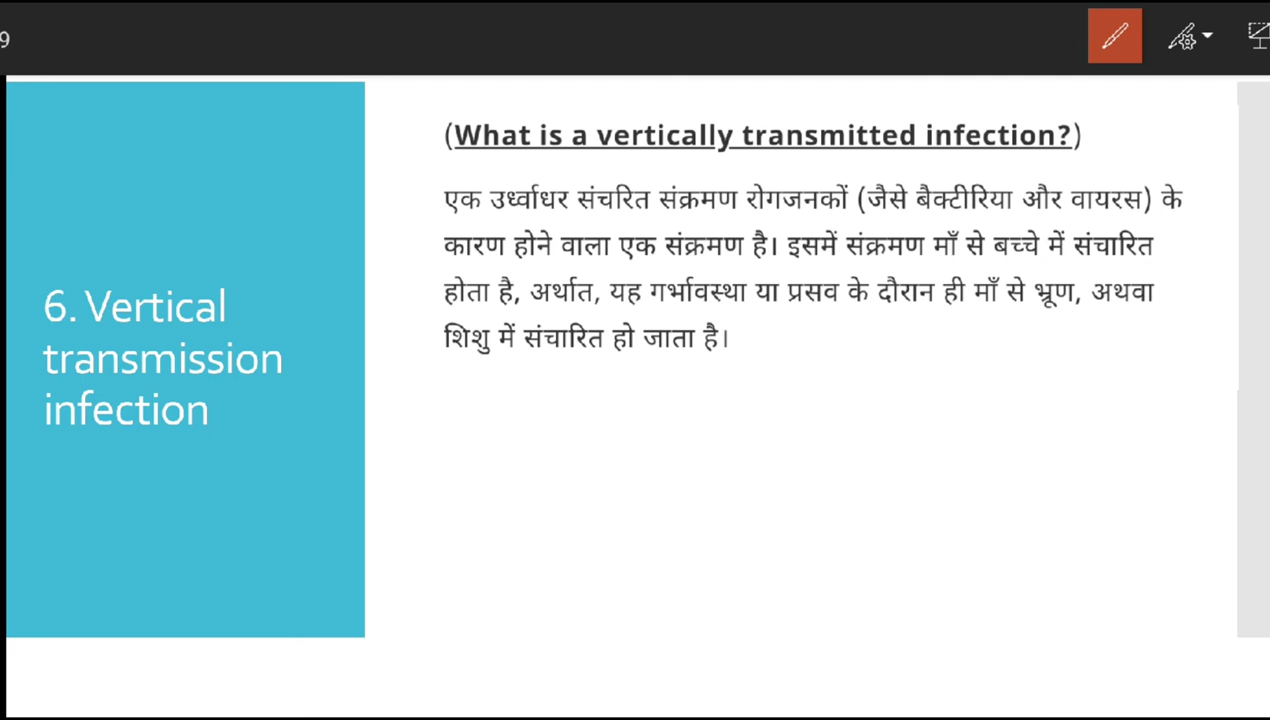 9
6. Vertical
transmission
infection
(What is a vertically transmitted infection?)
एक उर्ध्वाधर संचरित संक्रमण रोगजनकों (जैसे बैक्टीरिया और वायरस) के
कारण होने वाला एक संक्रमण है। इसमें संक्रमण माँ से बच्चे में संचारित
होता है, अर्थात, यह गर्भावस्था या प्रसव के दौरान ही माँ से भ्रूण, अथवा
शिशु में संचारित हो जाता है।